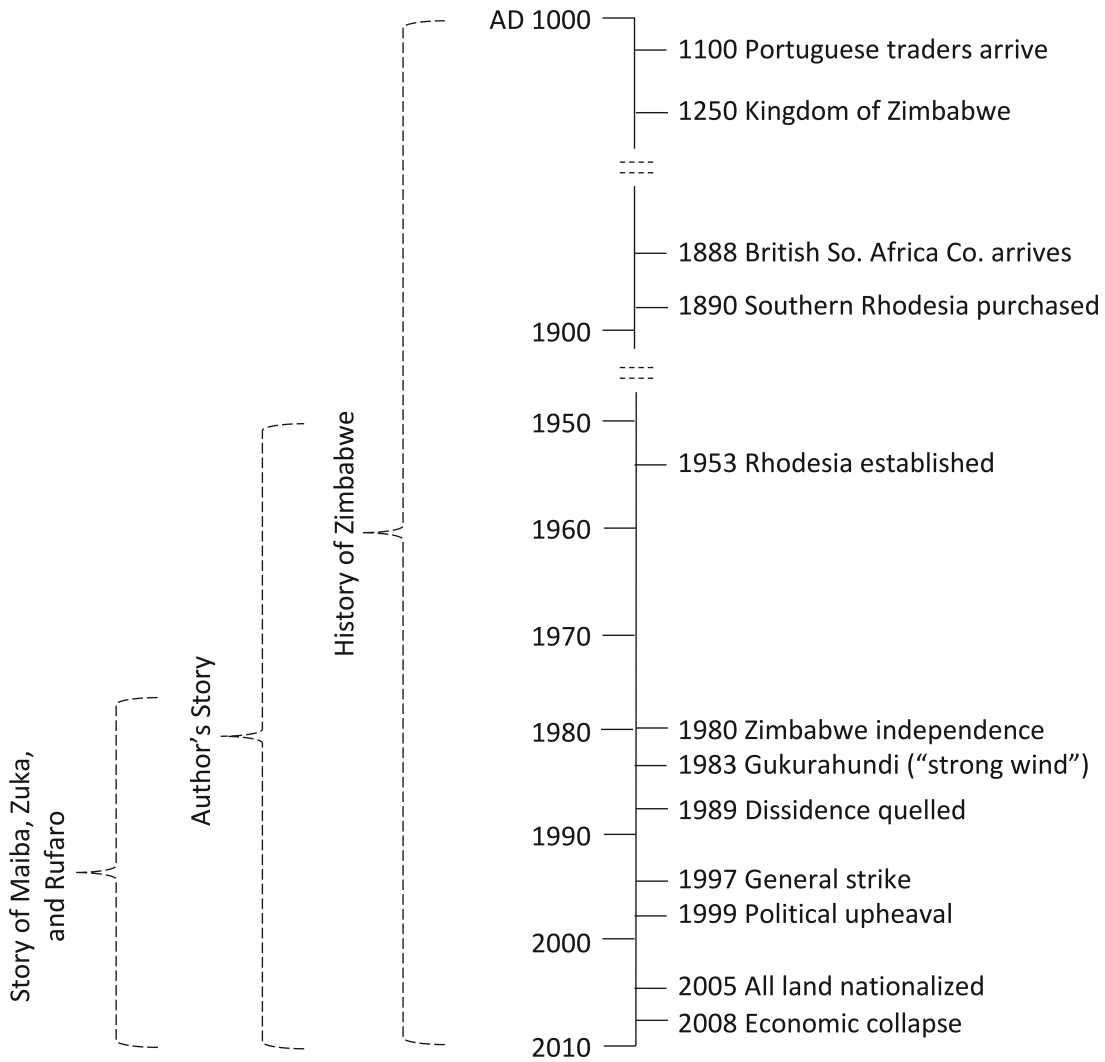 AD 1000
1100 Portuguese traders arrive
1250 Kingdom of Zimbabwe
1888 British So. Africa Co. arrives
1890 Southern Rhodesia purchased
1900
1950
1953 Rhodesia established
1960
1970
1980
1980 Zimbabwe independence
1983 Gukurahundi (“strong wind”)
1989 Dissidence quelled
1990
1997 General strike
1999 Political upheaval
2000
2005 All land nationalized
2008 Economic collapse
2010
History of Zimbabwe
Author’s Story
Story of Maiba, Zuka,
and Rufaro